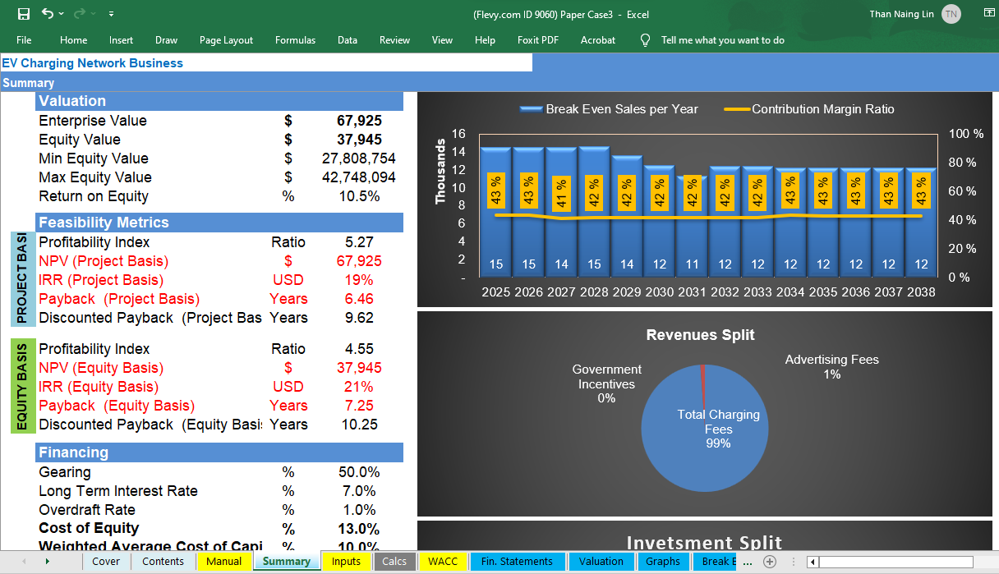 (Flevy.com ID 9060) Paper Case3 - Excel
Than Naing Lin TN
File Home Insert Draw Page Layout Formulas Data Review View Help Foxit PDF Acrobat Tell me what you want to do
EV Charging Network Business
Summary
Valuation
Enterprise Value $ 67,925
Equity Value $ 37,945
Min Equity Value $ 27,808,754
Max Equity Value $ 42,748,094
Return on Equity % 10.5%
Feasibility Metrics
PROJECT BASI
Profitability Index Ratio 5.27
NPV (Project Basis) $ 67,925
IRR (Project Basis) USD 19%
Payback (Project Basis) Years 6.46
Discounted Payback (Project Bas Years 9.62
EQUITY BASIS
Profitability Index Ratio 4.55
NPV (Equity Basis) $ 37,945
IRR (Equity Basis) USD 21%
Payback (Equity Basis) Years 7.25
Discounted Payback (Equity Basi Years 10.25
Financing
Gearing % 50.0%
Long Term Interest Rate % 7.0%
Overdraft Rate % 1.0%
Cost of Equity % 13.0%
Weighted Average Cost of Capi % 10.0%
Break Even Sales per Year Contribution Margin Ratio
Thousands
16
14
12
10
8
6
4
2
-
100 %
80 %
60 %
40 %
20 %
0 %
43 % 43 % 41 % 42 % 42 % 42 % 42 % 42 % 42 % 43 % 43 % 43 % 43 % 43 %
15 15 14 15 14 12 11 12 12 12 12 12 12 12
2025 2026 2027 2028 2029 2030 2031 2032 2033 2034 2035 2036 2037 2038
Revenues Split
Government
Incentives
0%
Advertising Fees
1%
Total Charging
Fees
99%
Invetsment Split
Cover Contents Manual Summary Inputs Calcs WACC Fin. Statements Valuation Graphs Break E ...